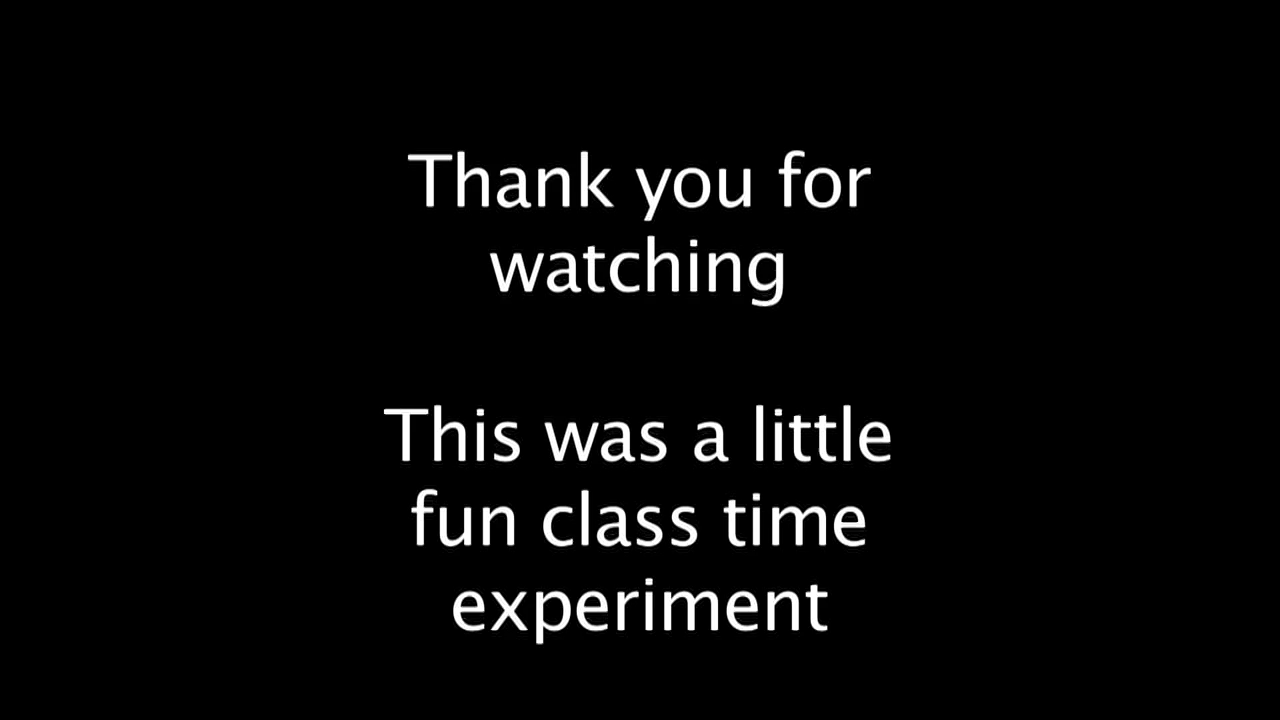 Thank you for
watching
This was a little
fun class time
experiment